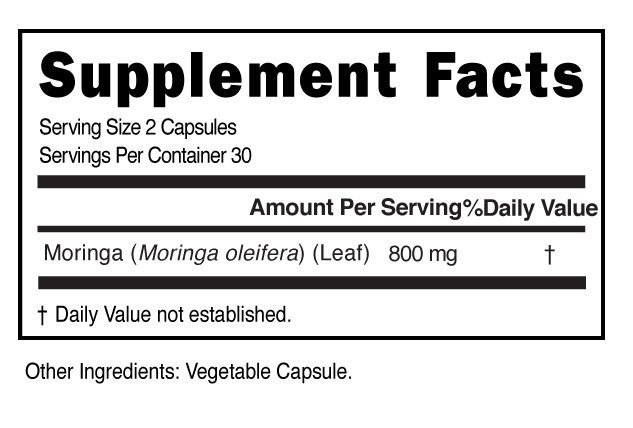 Supplement Facts
Serving Size 2 Capsules
Servings Per Container 30
Amount Per Serving %Daily Value
Moringa (Moringa oleifera) (Leaf) 800 mg †
† Daily Value not established.
Other Ingredients: Vegetable Capsule.